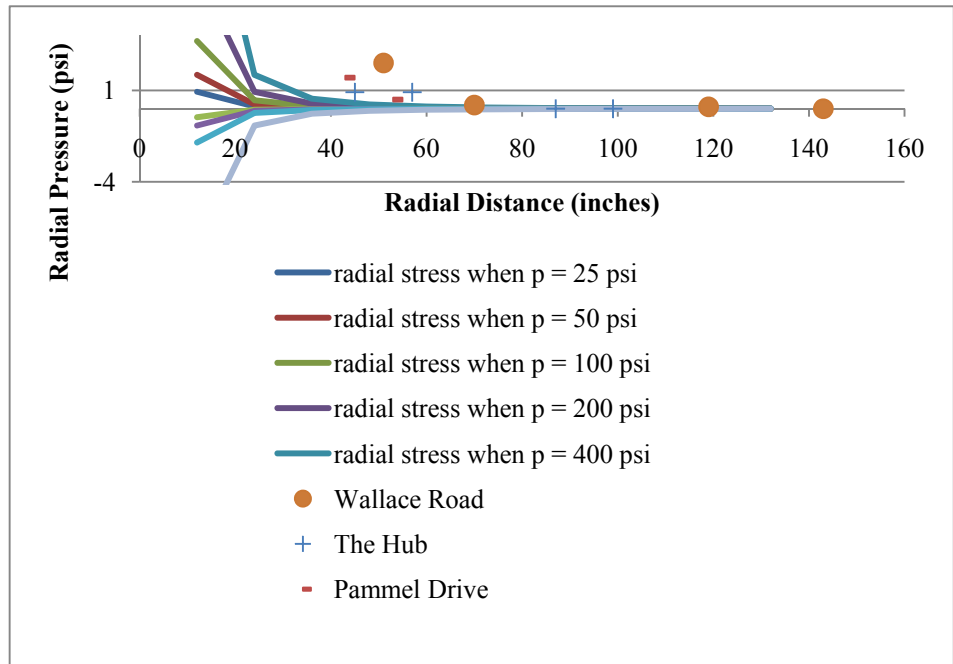 Radial Pressure (psi)
1
-4
0 20 40 60 80 100 120 140 160
Radial Distance (inches)
radial stress when p = 25 psi
radial stress when p = 50 psi
radial stress when p = 100 psi
radial stress when p = 200 psi
radial stress when p = 400 psi
Wallace Road
The Hub
Pammel Drive